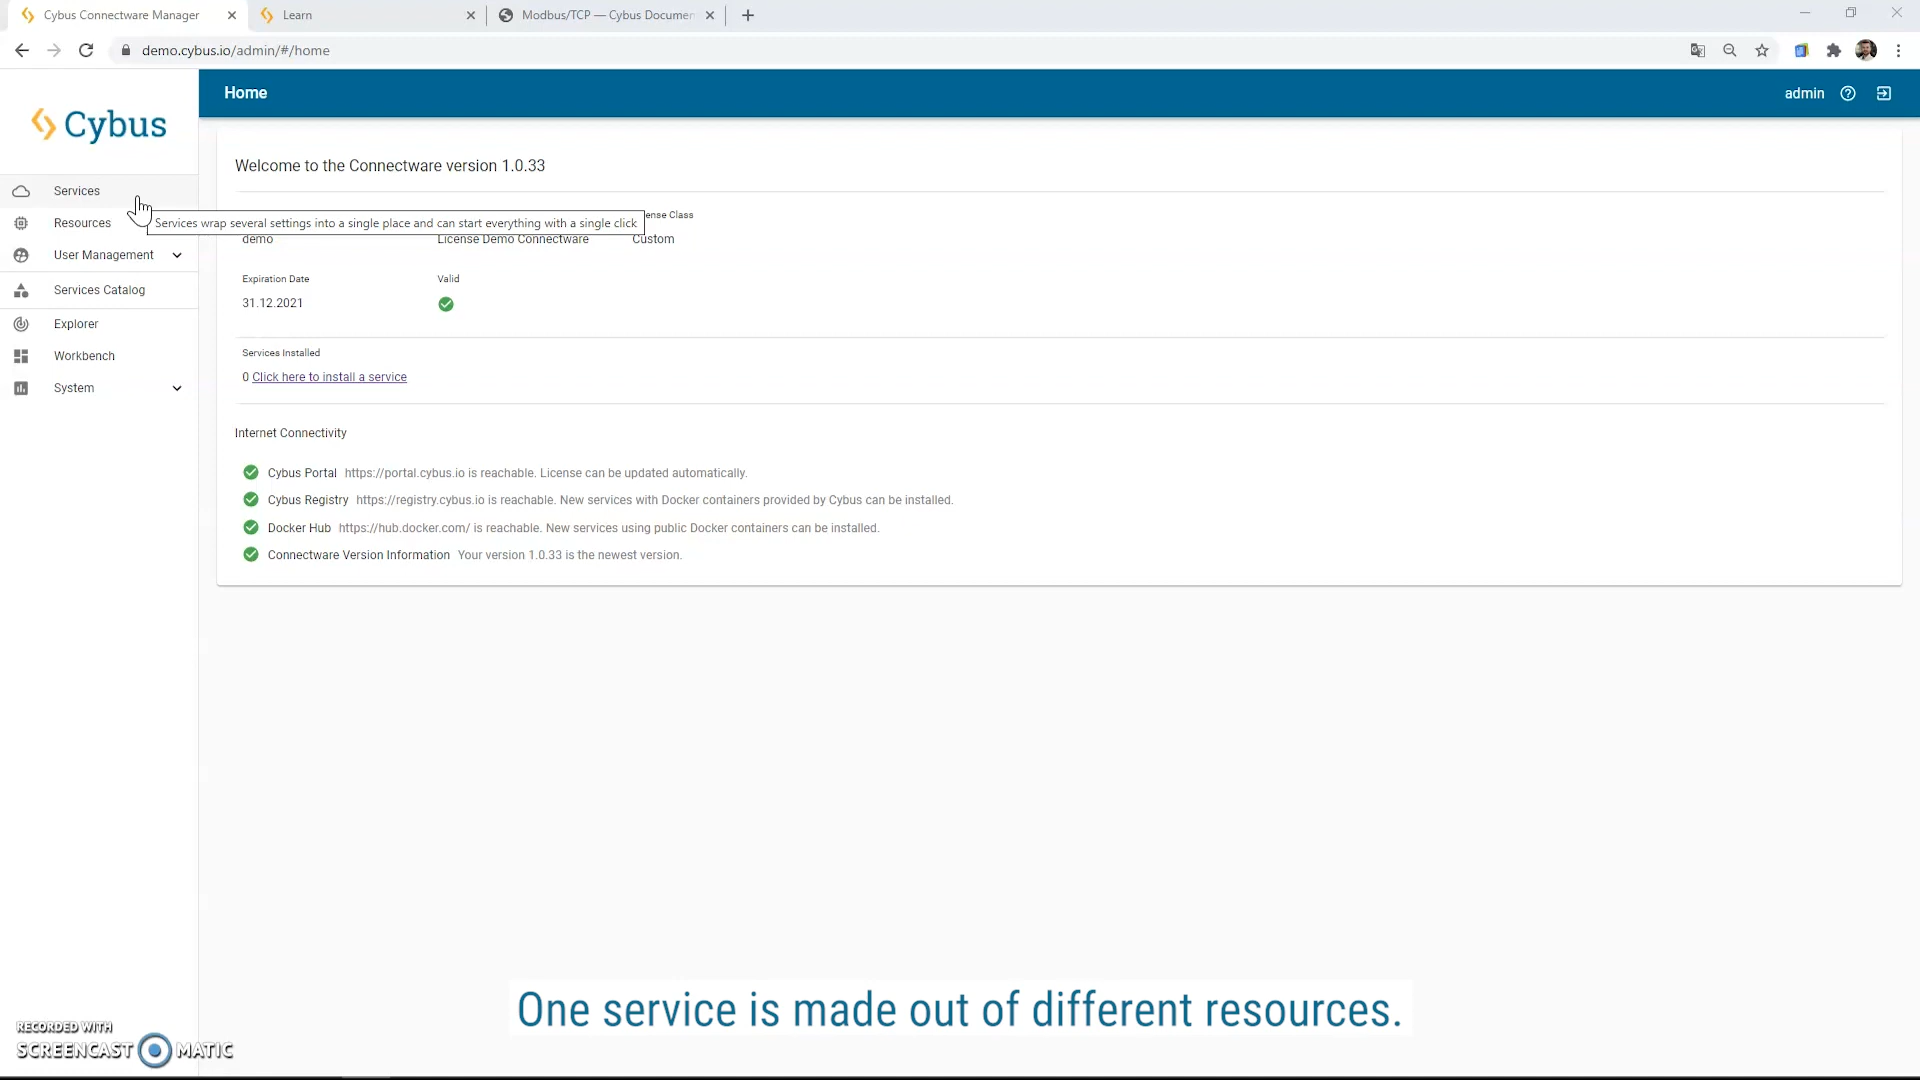 Cybus Connectware Manager
Learn
Modbus/TCP — Cybus Documen
demo.cybus.io/admin/#/home
Cybus
Home
admin
Services
Resources
User Management
Services Catalog
Explorer
Workbench
System
Welcome to the Connectware version 1.0.33
ense Class
Services wrap several settings into a single place and can start everything with a single click
demo
License Demo Connectware
Custom
Expiration Date
Valid
31.12.2021
Services Installed
0 Click here to install a service
Internet Connectivity
Cybus Portal https://portal.cybus.io is reachable. License can be updated automatically.
Cybus Registry https://registry.cybus.io is reachable. New services with Docker containers provided by Cybus can be installed.
Docker Hub https://hub.docker.com/ is reachable. New services using public Docker containers can be installed.
Connectware Version Information Your version 1.0.33 is the newest version.
One service is made out of different resources.
RECORDED WITH
SCREENCAST MATIC